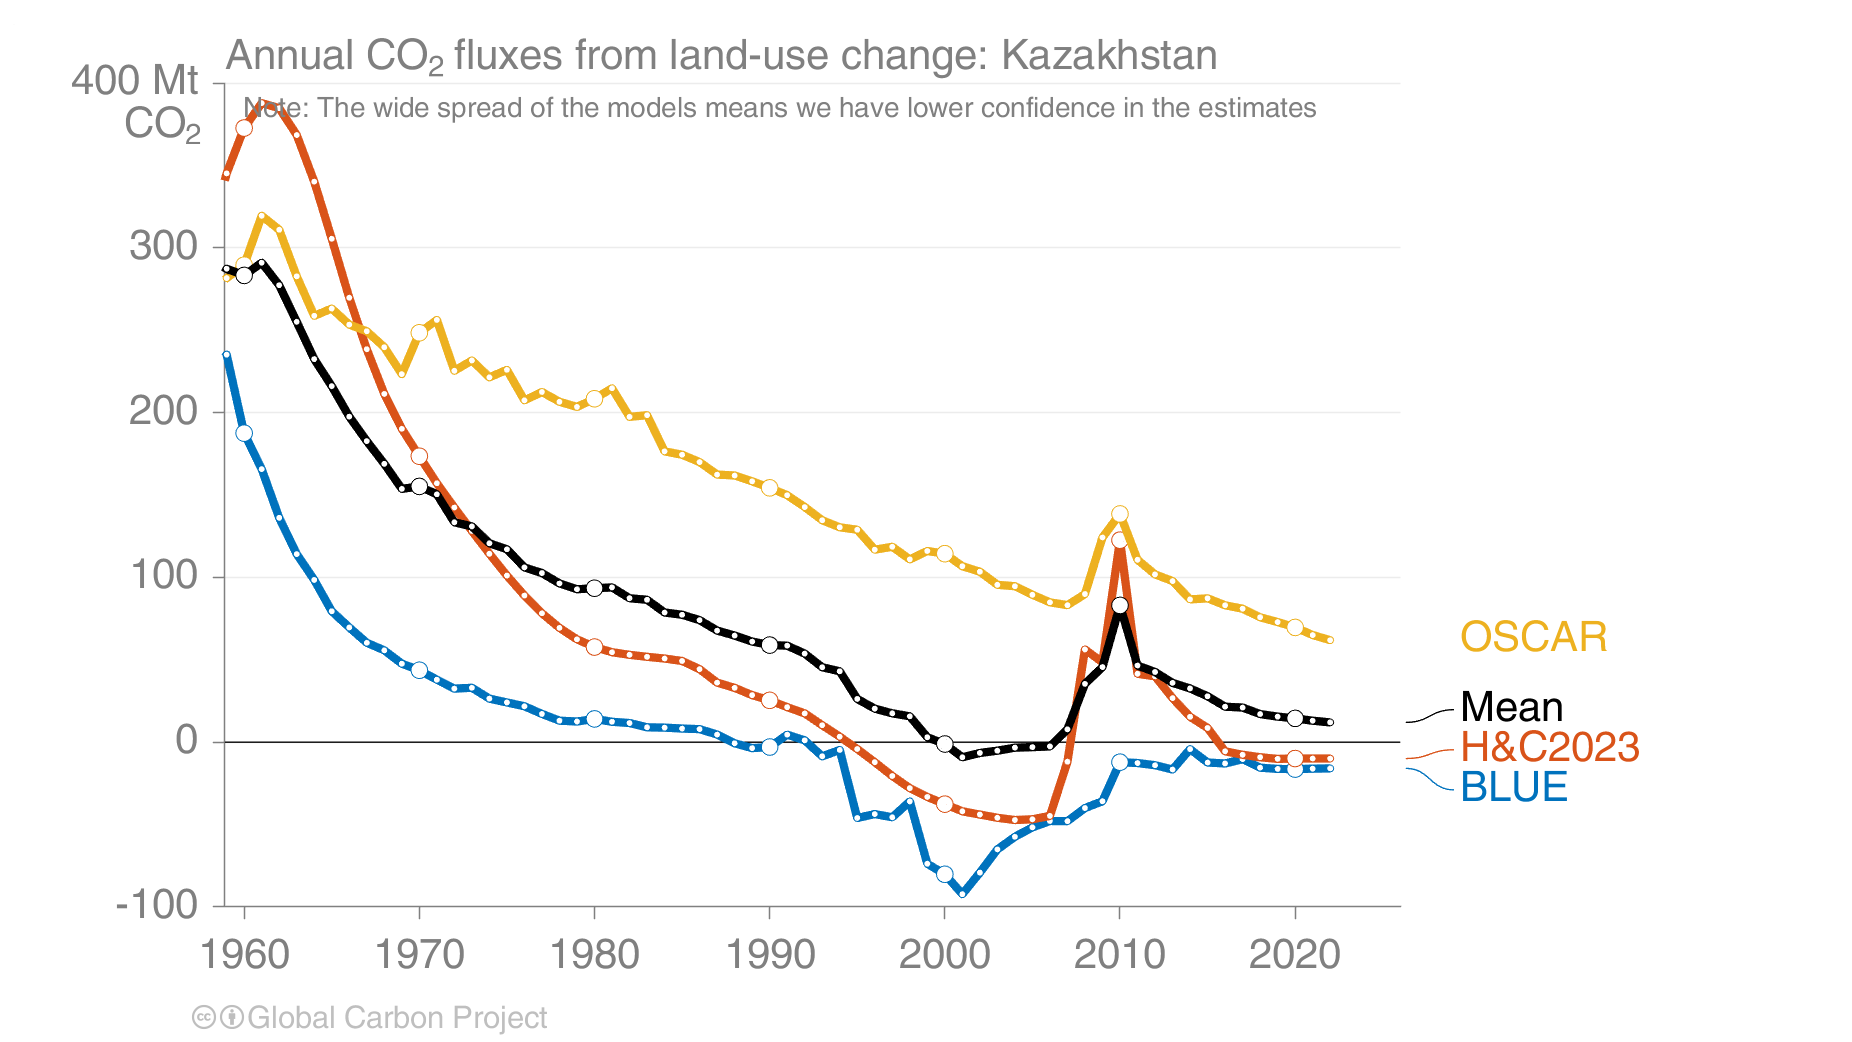 Annual CO₂ fluxes from land-use change: Kazakhstan
400 Mt
CO₂
Note: The wide spread of the models means we have lower confidence in the estimates
300
200
100
0
-100
OSCAR
Mean
H&C2023
BLUE
1960 1970 1980 1990 2000 2010 2020
cc Global Carbon Project